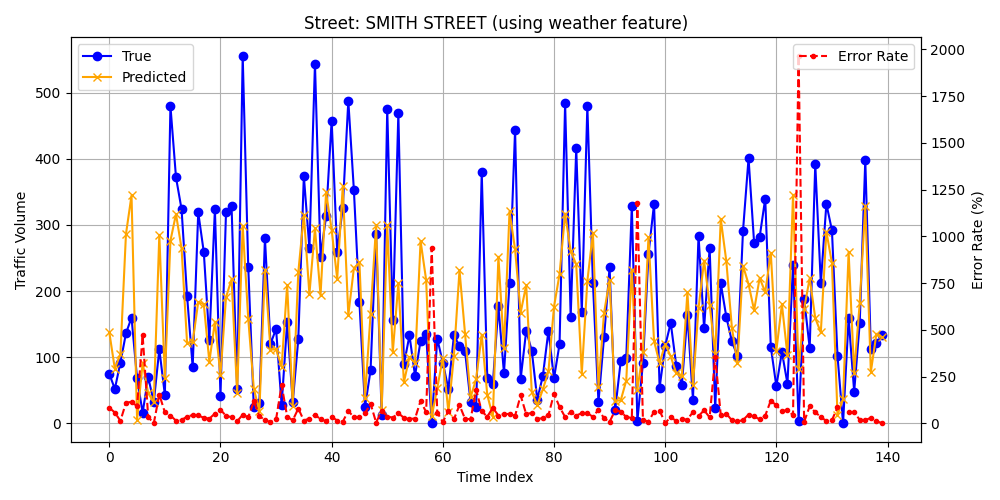 Street: SMITH STREET (using weather feature)
True
Predicted
Error Rate
Traffic Volume
500
400
300
200
100
0
2000
1750
1500
1250
1000
750
500
250
0
Error Rate (%)
0 20 40 60 80 100 120 140
Time Index